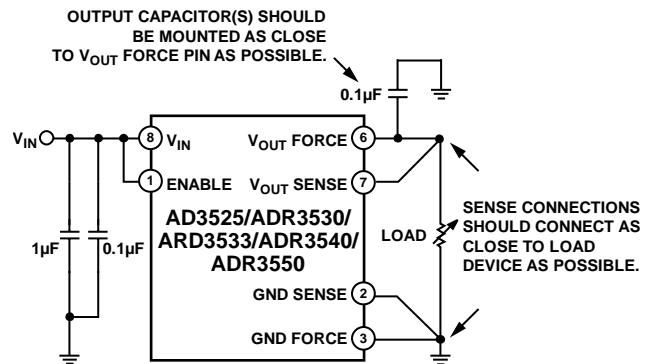 OUTPUT CAPACITOR(S) SHOULD
BE MOUNTED AS CLOSE
TO VOUT FORCE PIN AS POSSIBLE.
0.1µF
VIN
8
VIN
VOUT FORCE
6
1
ENABLE
VOUT SENSE
7
AD3525/ADR3530/
ARD3533/ADR3540/
ADR3550
1µF
0.1µF
LOAD
SENSE CONNECTIONS
SHOULD CONNECT AS
CLOSE TO LOAD
DEVICE AS POSSIBLE.
GND SENSE
2
GND FORCE
3